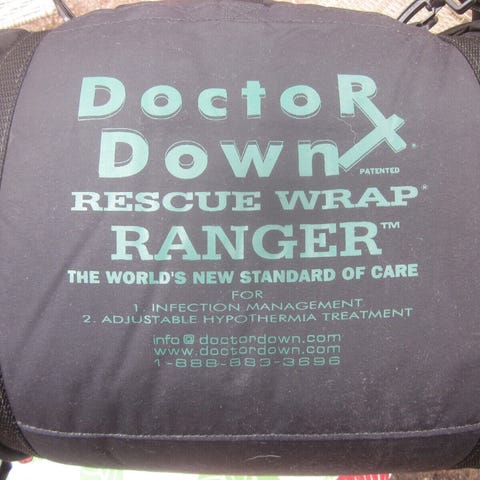 DOCTOR
DOWN ®
PATENTED
RESCUE WRAP®
RANGER™
THE WORLD'S NEW STANDARD OF CARE
FOR
1. INFECTION MANAGEMENT
2. ADJUSTABLE HYPOTHERMIA TREATMENT
info@doctordown.com
www.doctordown.com
1-888-883-3696